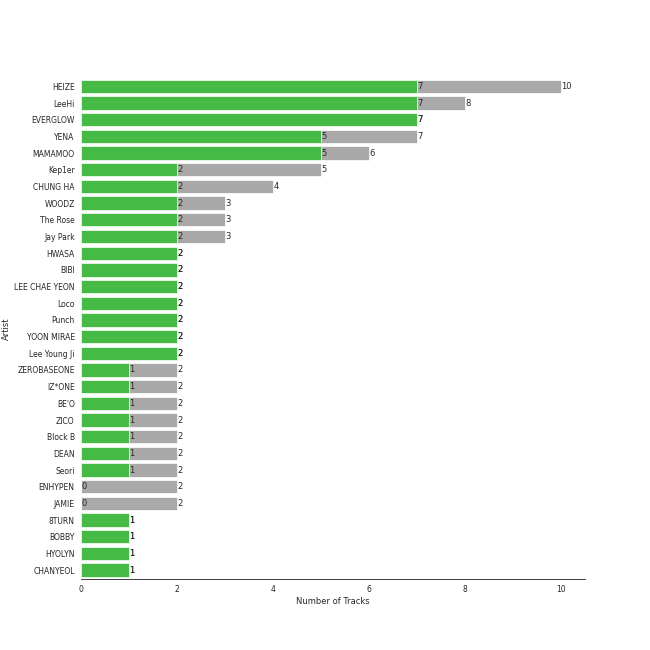 HEIZE 7 10
LeeHi 7 8
EVERGLOW 7
YENA 5 7
MAMAMOO 5 6
Kep1er 2 5
CHUNG HA 2 4
WOODZ 2 3
The Rose 2 3
Jay Park 2 3
HWASA 2
BIBI 2
LEE CHAE YEON 2
Loco 2
Punch 2
YOON MIRAE 2
Lee Young Ji 2
ZEROBASEONE 1 2
IZ*ONE 1 2
BE'O 1 2
ZICO 1 2
Block B 1 2
DEAN 1 2
Seori 1 2
ENHYPEN 0 2
JAMIE 0 2
8TURN 1
BOBBY 1
HYOLYN 1
CHANYEOL 1
Artist
0 2 4 6 8 10
Number of Tracks